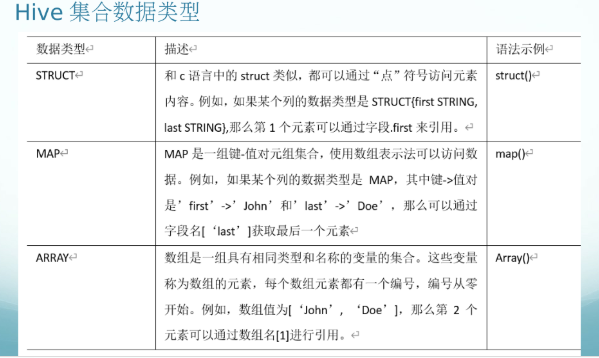 Hive 集合数据类型
数据类型 描述 语法示例
STRUCT 和 c 语言中的 struct 类似，都可以通过“点”符号访问元素 struct()
内容。例如，如果某个列的数据类型是 STRUCT{first STRING,
last STRING},那么第 1 个元素可以通过字段.first 来引用。
MAP MAP 是一组键-值对元组集合，使用数组表示法可以访问数 map()
据。例如，如果某个列的数据类型是 MAP，其中键->值对
是’first’->’John’和’last’->’Doe’，那么可以通过
字段名[‘last’]获取最后一个元素
ARRAY 数组是一组具有相同类型和名称的变量的集合。这些变量 Array()
称为数组的元素，每个数组元素都有一个编号，编号从零
开始。例如，数组值为[‘John’, ‘Doe’]，那么第 2 个
元素可以通过数组名[1]进行引用。